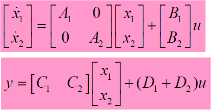 [ẋ₁ ẋ₂] = [A₁ 0 0 A₂] [x₁ x₂] + [B₁ B₂] u
y = [C₁ C₂] [x₁ x₂] + (D₁ + D₂)u